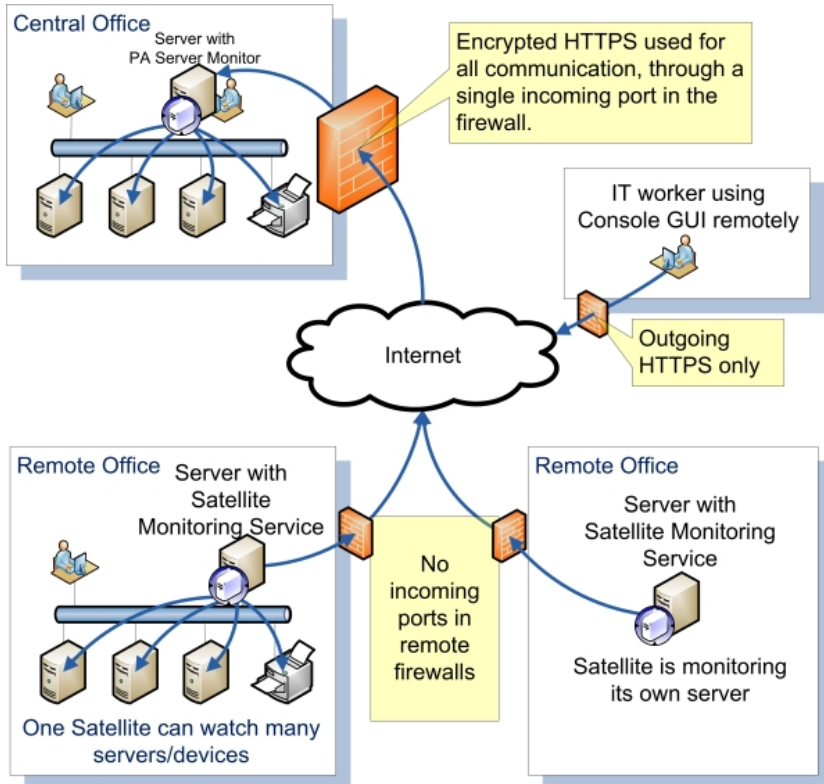 Central Office
Server with
PA Server Monitor
Encrypted HTTPS used for
all communication, through a
single incoming port in the
firewall.
IT worker using
Console GUI remotely
Internet
Outgoing
HTTPS only
Remote Office
Server with
Satellite
Monitoring Service
One Satellite can watch many
servers/devices
No
incoming
ports in
remote
firewalls
Remote Office
Server with
Satellite Monitoring
Service
Satellite is monitoring
its own server